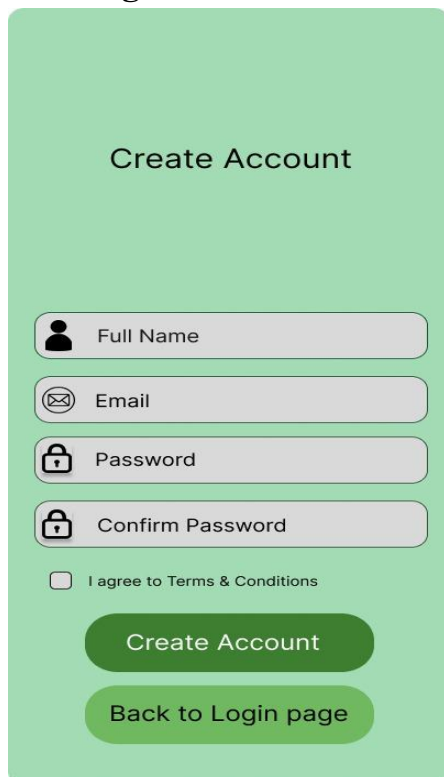 Create Account
Full Name
Email
Password
Confirm Password
I agree to Terms & Conditions
Create Account
Back to Login page